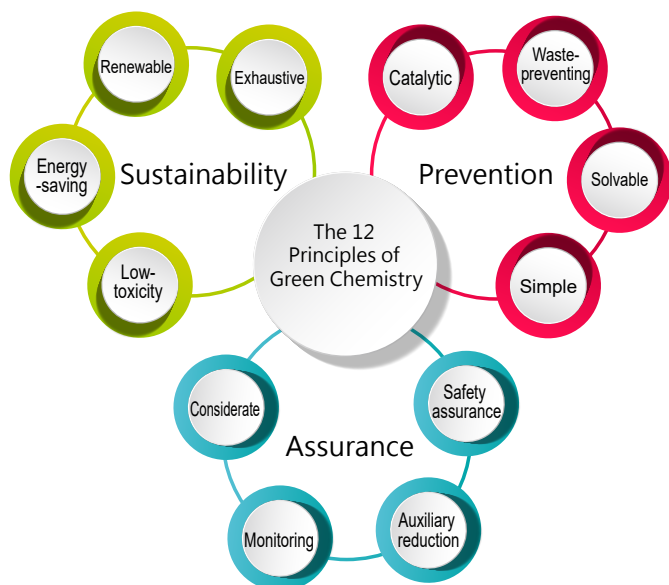 Renewable
Exhaustive
Energy
-saving
Low-
toxicity
Sustainability
Catalytic
Waste-
preventing
Solvable
Simple
Prevention
The 12
Principles of
Green Chemistry
Considerate
Safety
assurance
Monitoring
Auxiliary
reduction
Assurance